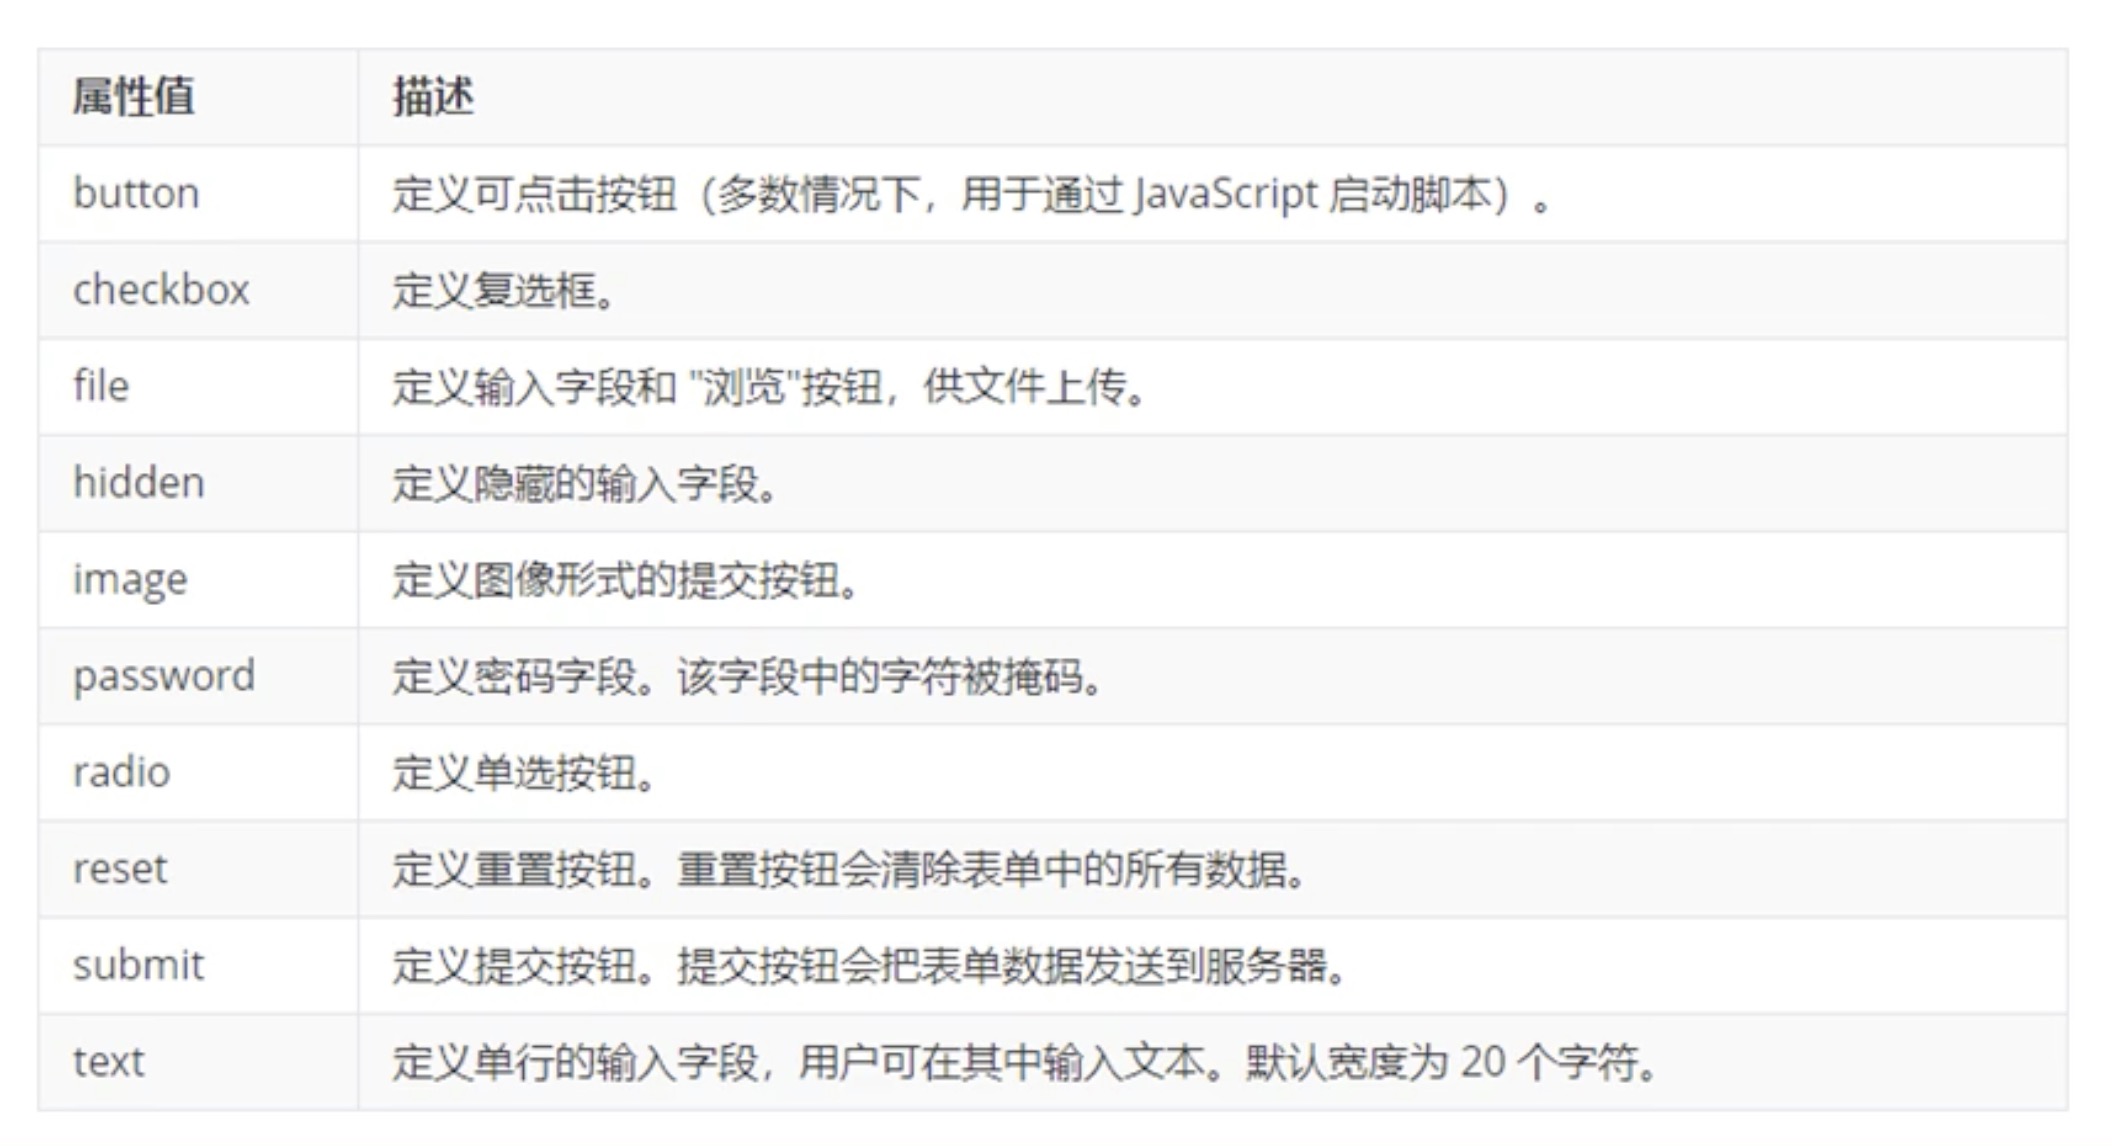 属性值 描述
button 定义可点击按钮（多数情况下，用于通过 JavaScript 启动脚本）。
checkbox 定义复选框。
file 定义输入字段和 "浏览"按钮，供文件上传。
hidden 定义隐藏的输入字段。
image 定义图像形式的提交按钮。
password 定义密码字段。该字段中的字符被掩码。
radio 定义单选按钮。
reset 定义重置按钮。重置按钮会清除表单中的所有数据。
submit 定义提交按钮。提交按钮会把表单数据发送到服务器。
text 定义单行的输入字段，用户可在其中输入文本。默认宽度为 20 个字符。